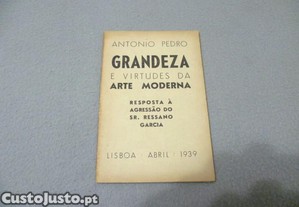 ANTONIO PEDRO
GRANDEZA
E VIRTUDES DA
ARTE MODERNA
RESPOSTA À
AGRESSÃO DO
SR. RESSANO
GARCIA
LISBOA · ABRIL · 1939
CustoJusto.pt